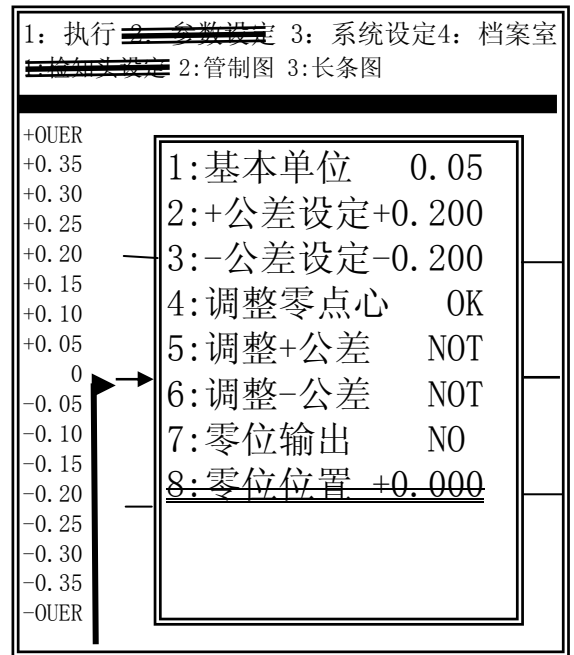 1：执行 2：参数设定 3：系统设定4：档案室
1:检知头设定 2:管制图 3:长条图
+OUER
+0.35
+0.30
+0.25
+0.20
+0.15
+0.10
+0.05
0
-0.05
-0.10
-0.15
-0.20
-0.25
-0.30
-0.35
-OUER
1:基本单位 0.05
2:+公差设定+0.200
3:-公差设定-0.200
4:调整零点心 OK
5:调整+公差 NOT
6:调整-公差 NOT
7:零位输出 NO
8:零位位置 +0.000